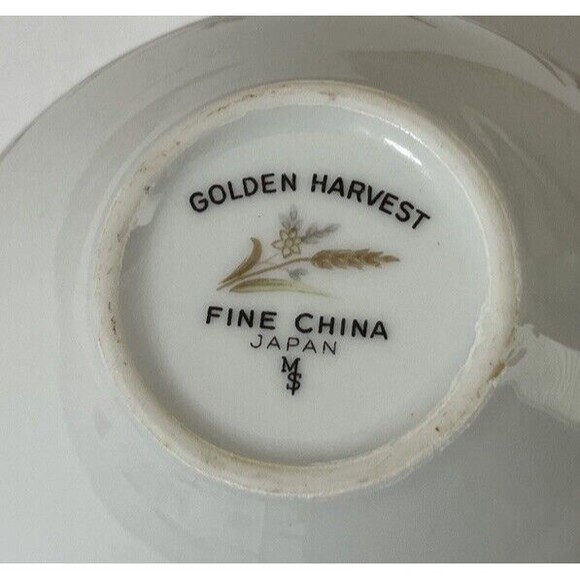 GOLDEN HARVEST
FINE CHINA
JAPAN
M
S